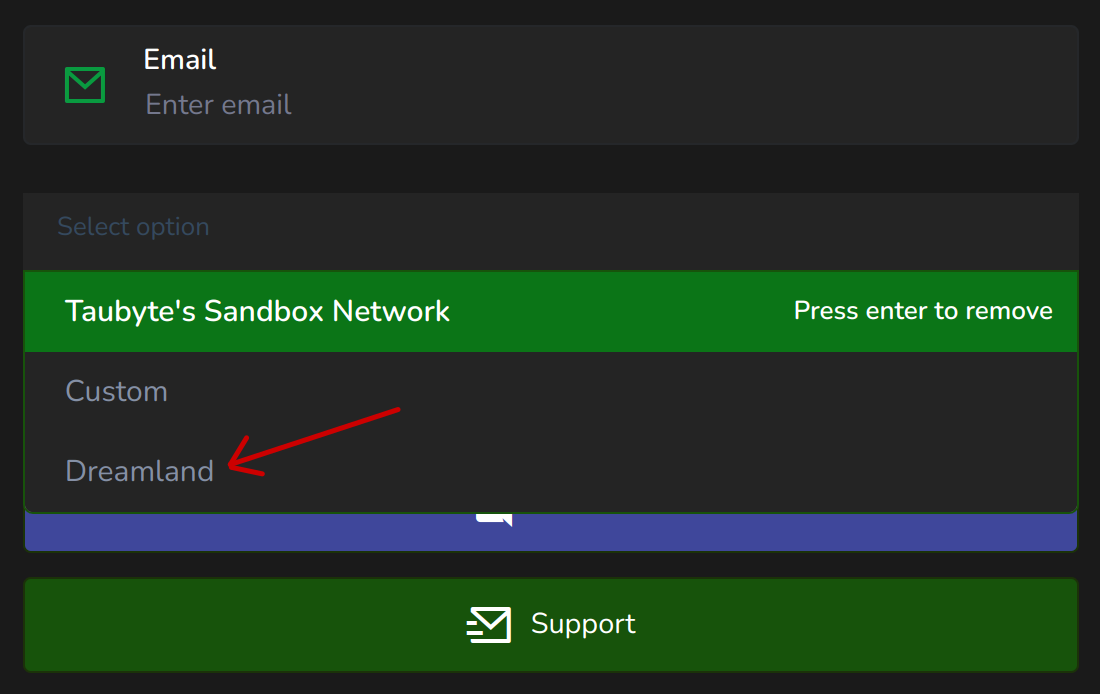 Email
Enter email
Select option
Taubyte's Sandbox Network Press enter to remove
Custom
Dreamland
Support